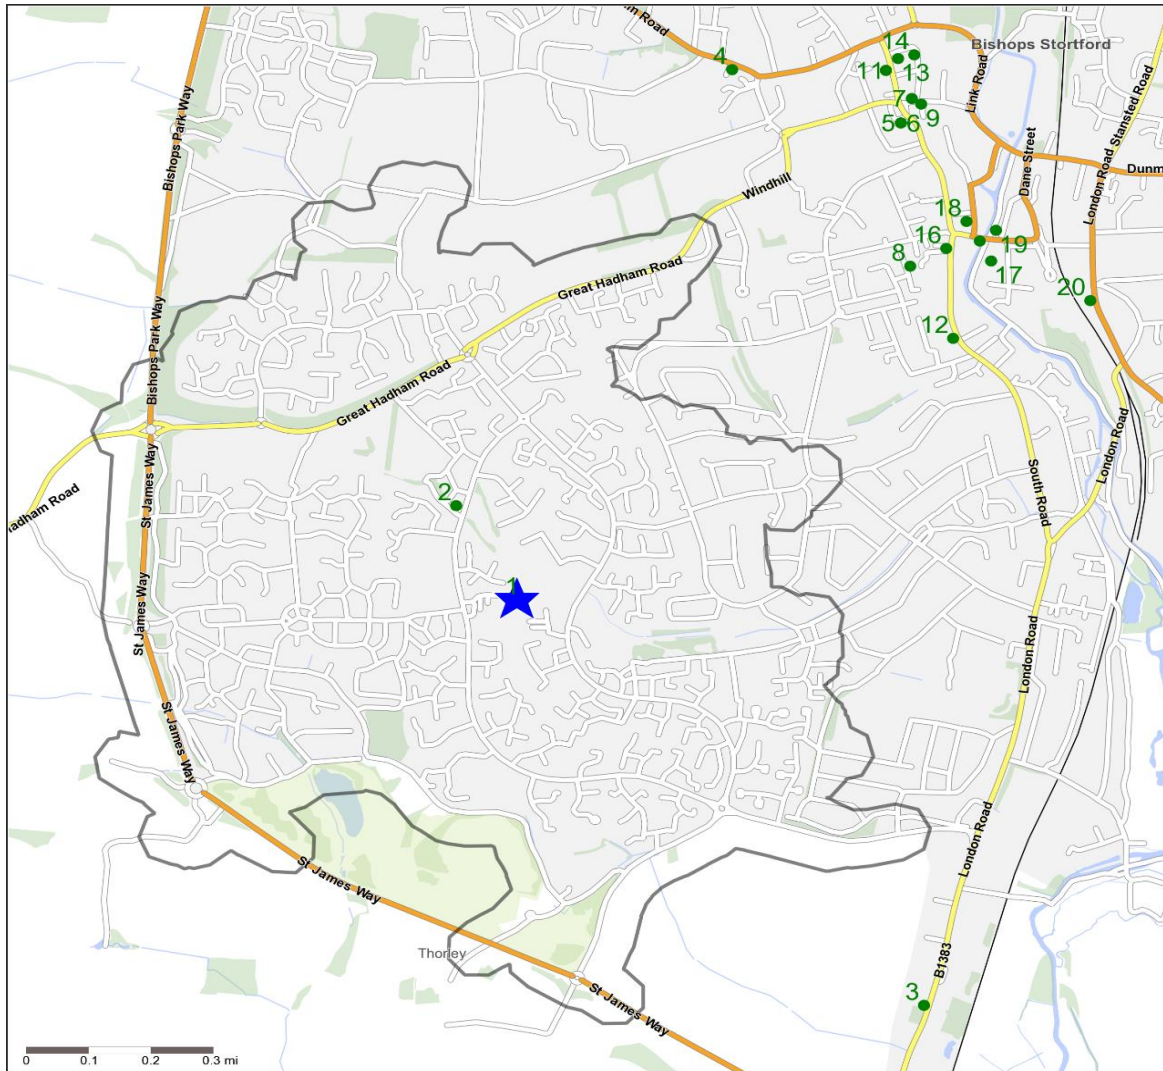 m Road
14
Bishops Stortford
4
11
13
Link Road
Bishops Park Way
7
9
5
6
London Road Stansted Road
Dane Street
Dunm
Windhill
18
16
19
8
17
Great Hadham Road
20
Bishops Park Way
12
Great Hadham Road
London Road
South Road
St James Way
2
adham Road
1
St James Way
London Road
St James Way
London Road
St James Way
Thorley
B1383
3
St James Way
0
0.1
0.2
0.3 mi